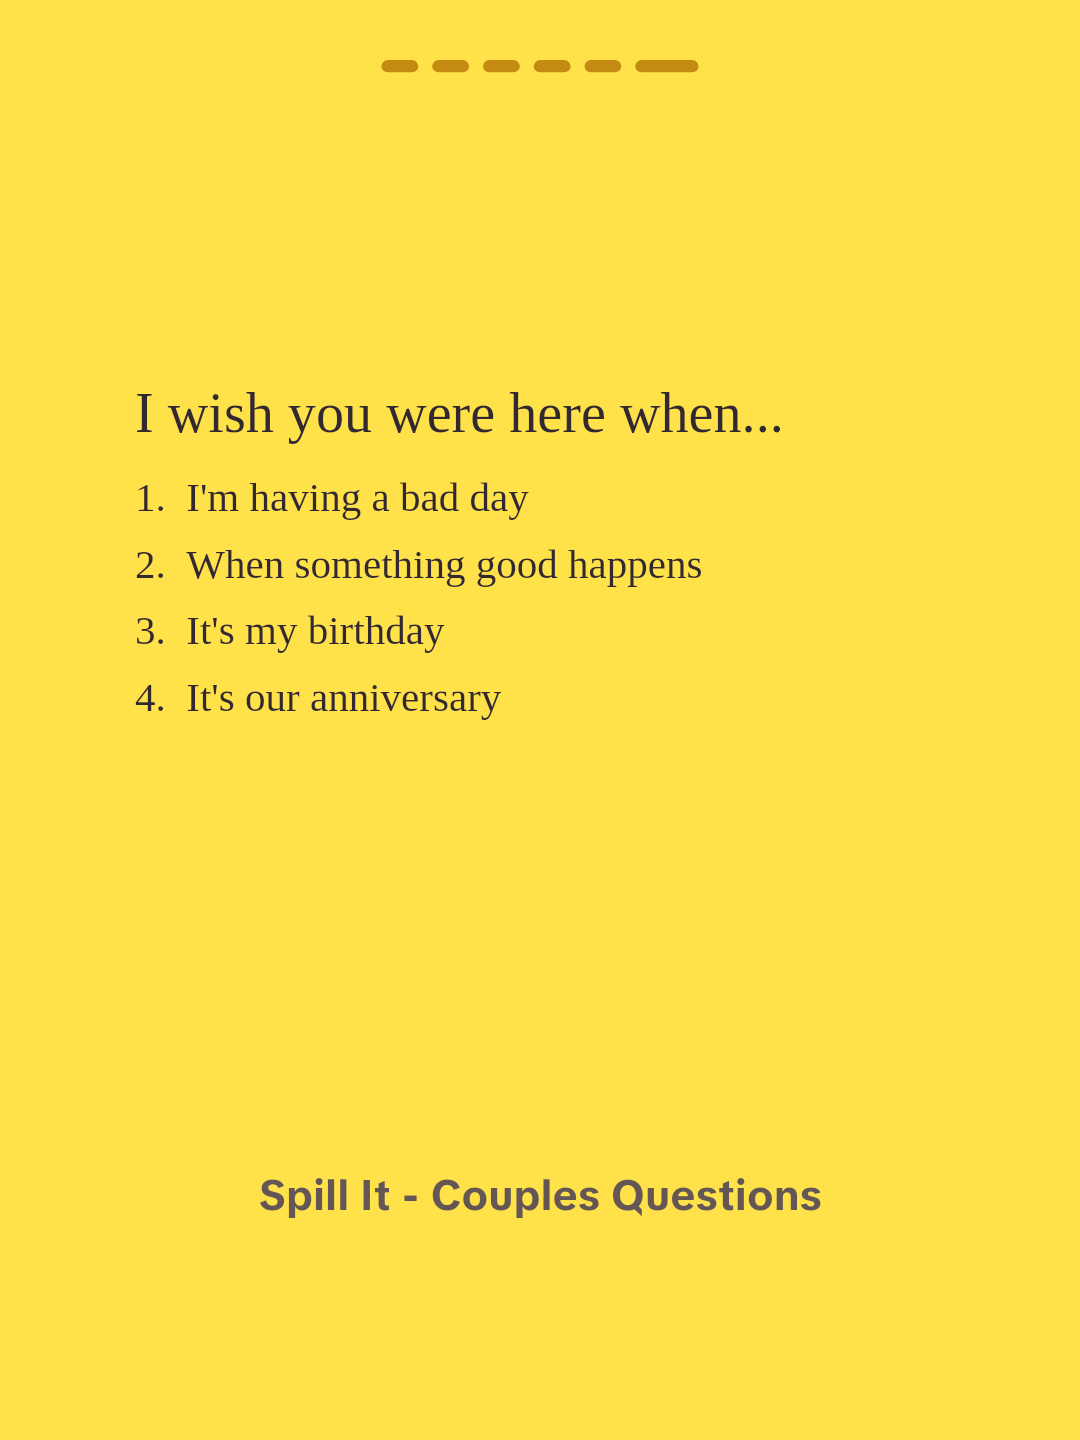 I wish you were here when...
1. I'm having a bad day
2. When something good happens
3. It's my birthday
4. It's our anniversary
Spill It - Couples Questions